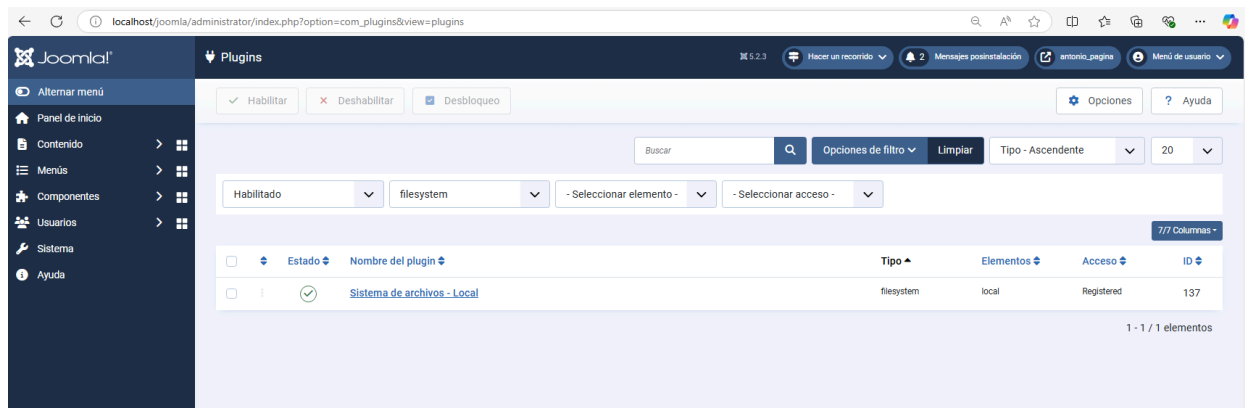 localhost/joomla/administrator/index.php?option=com_plugins&view=plugins
Joomla!
Plugins
5.2.3
Hacer un recorrido
2 Mensajes posinstalación
antonio_pagina
Menú de usuario
Alternar menú
Panel de inicio
Contenido
Menús
Componentes
Usuarios
Sistema
Ayuda
Habilitar
Deshabilitar
Desbloqueo
Opciones
? Ayuda
Buscar
Opciones de filtro
Limpiar
Tipo - Ascendente
20
Habilitado
filesystem
- Seleccionar elemento -
- Seleccionar acceso -
7/7 Columnas
Estado Nombre del plugin Tipo Elementos Acceso ID
Sistema de archivos - Local filesystem local Registered 137
1 - 1 / 1 elementos